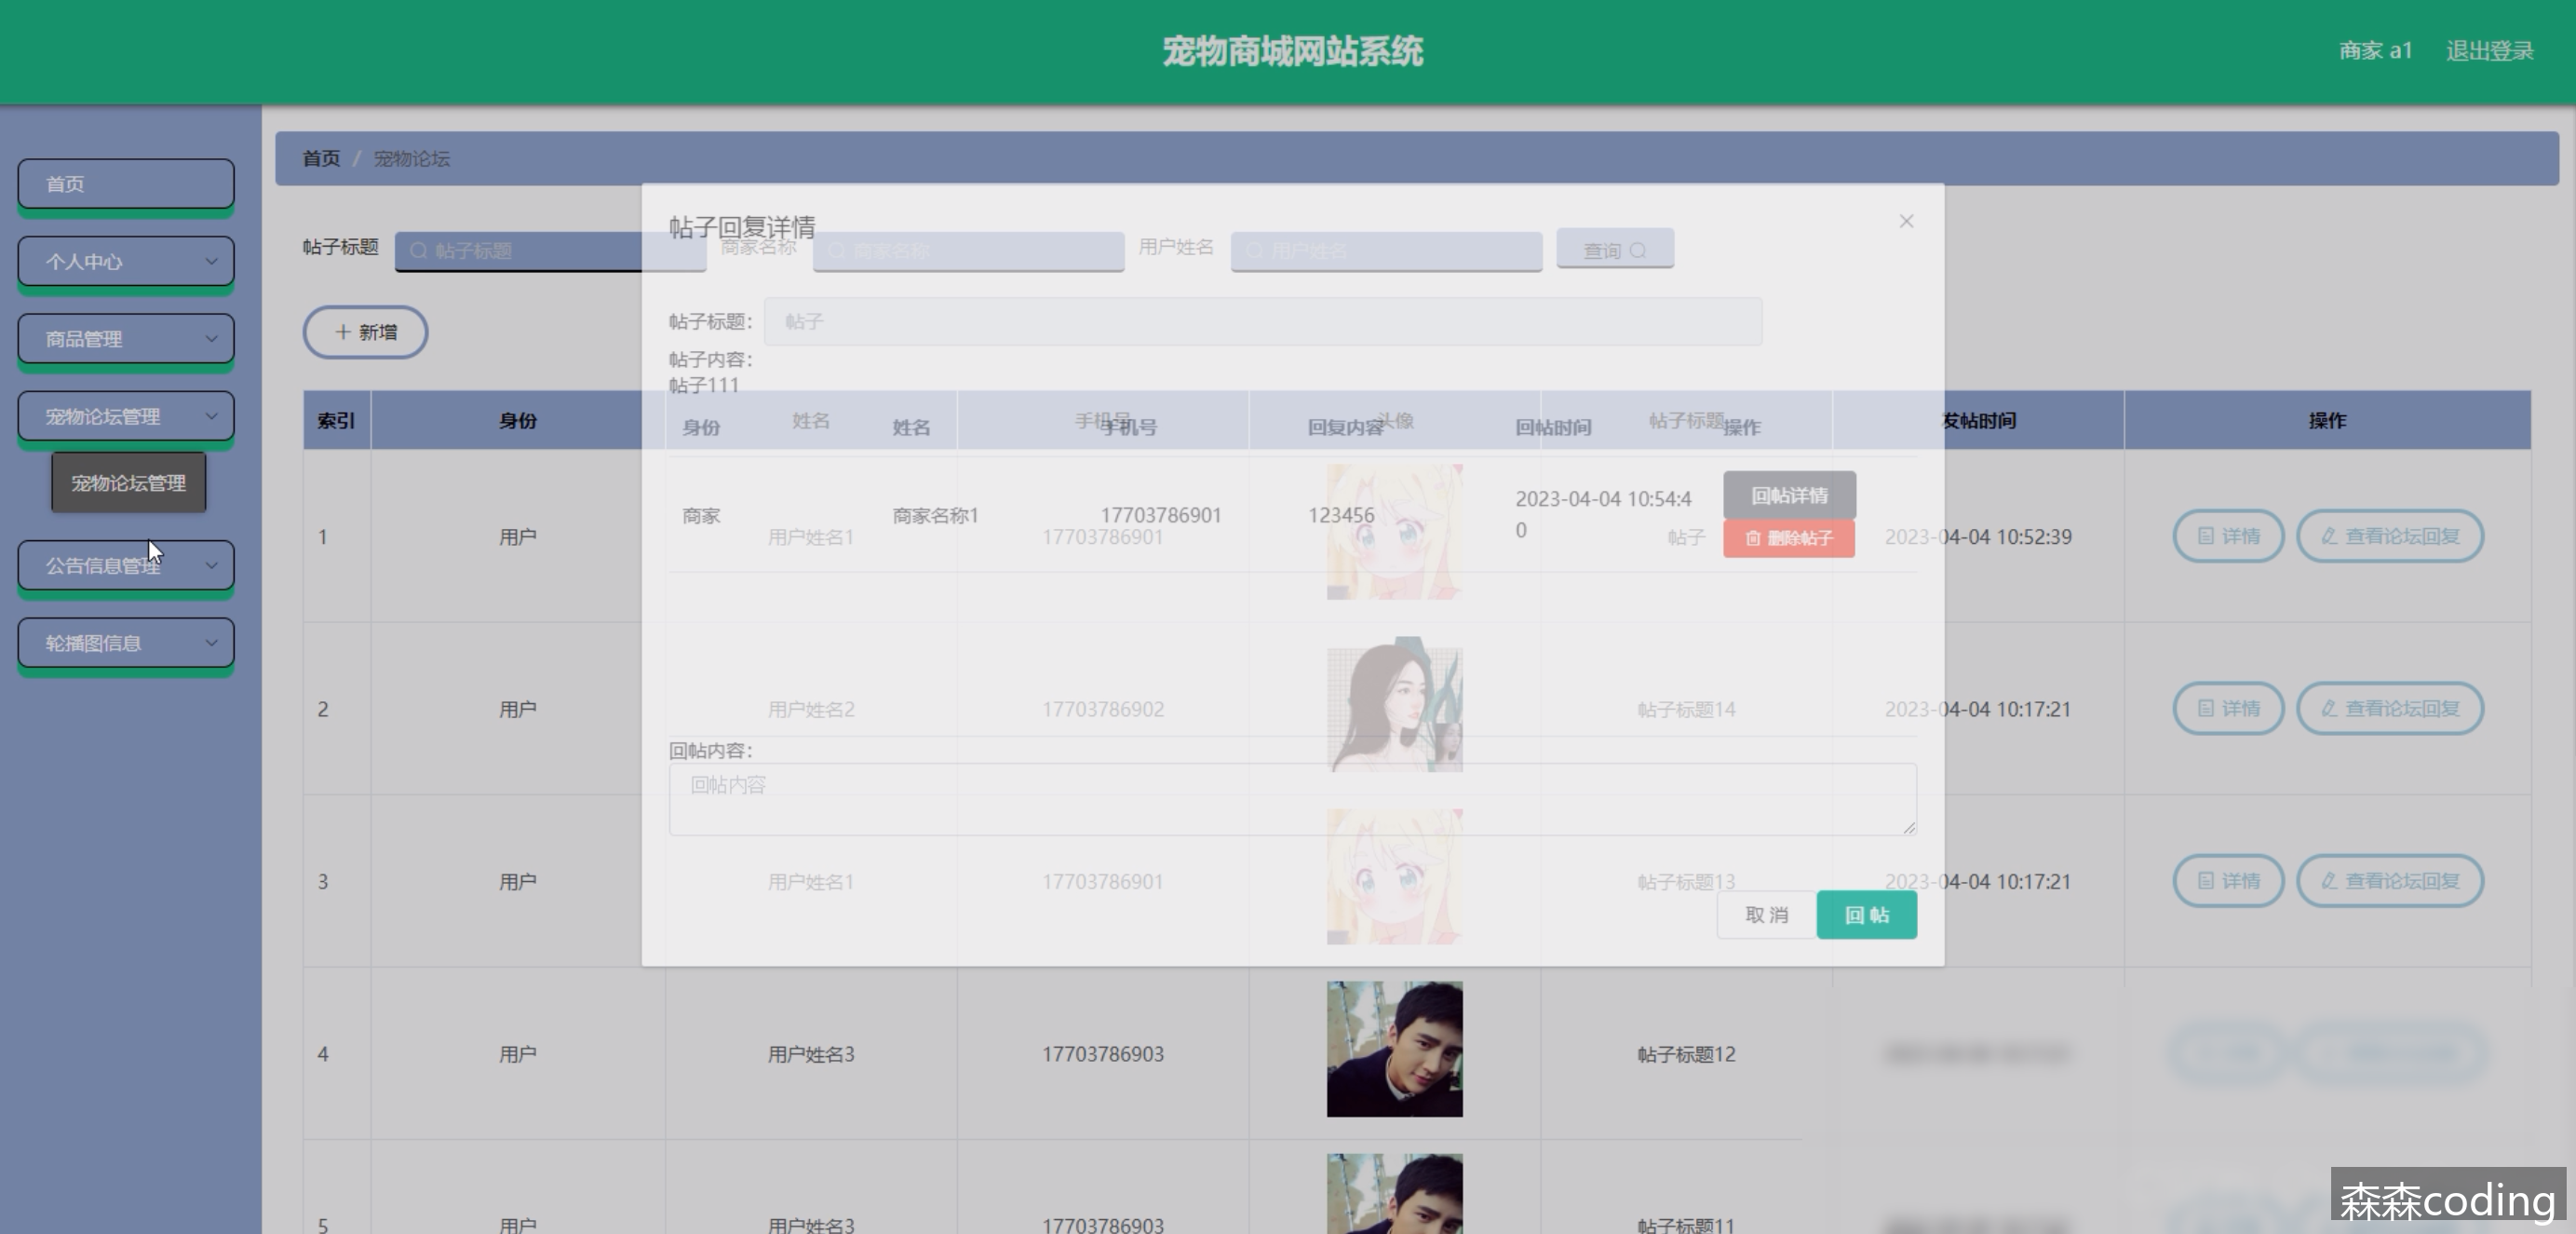 宠物商城网站系统
商家 a1
退出登录
首页
个人中心
商品管理
宠物论坛管理
宠物论坛管理
公告信息管理
轮播图信息
首页 / 宠物论坛
帖子标题 帖子标题 商家名称 商家名称 用户姓名 用户姓名 查询
+ 新增
索引 身份 姓名 手机号 头像 帖子标题 发帖时间 操作
1 用户 用户姓名1 17703786901 帖子 2023-04-04 10:52:39 详情 查看论坛回复
2 用户 用户姓名2 17703786902 帖子标题14 2023-04-04 10:17:21 详情 查看论坛回复
3 用户 用户姓名1 17703786901 帖子标题13 2023-04-04 10:17:21 详情 查看论坛回复
4 用户 用户姓名3 17703786903 帖子标题12
5 用户 用户姓名3 17703786903 帖子标题11
帖子回复详情
帖子标题: 帖子
帖子内容:
帖子111
身份 姓名 手机号 回复内容 回帖时间 操作
商家 商家名称1 17703786901 123456 2023-04-04 10:54:4
0
回帖详情
删除帖子
回帖内容:
回帖内容
取 消 回 帖
森森coding